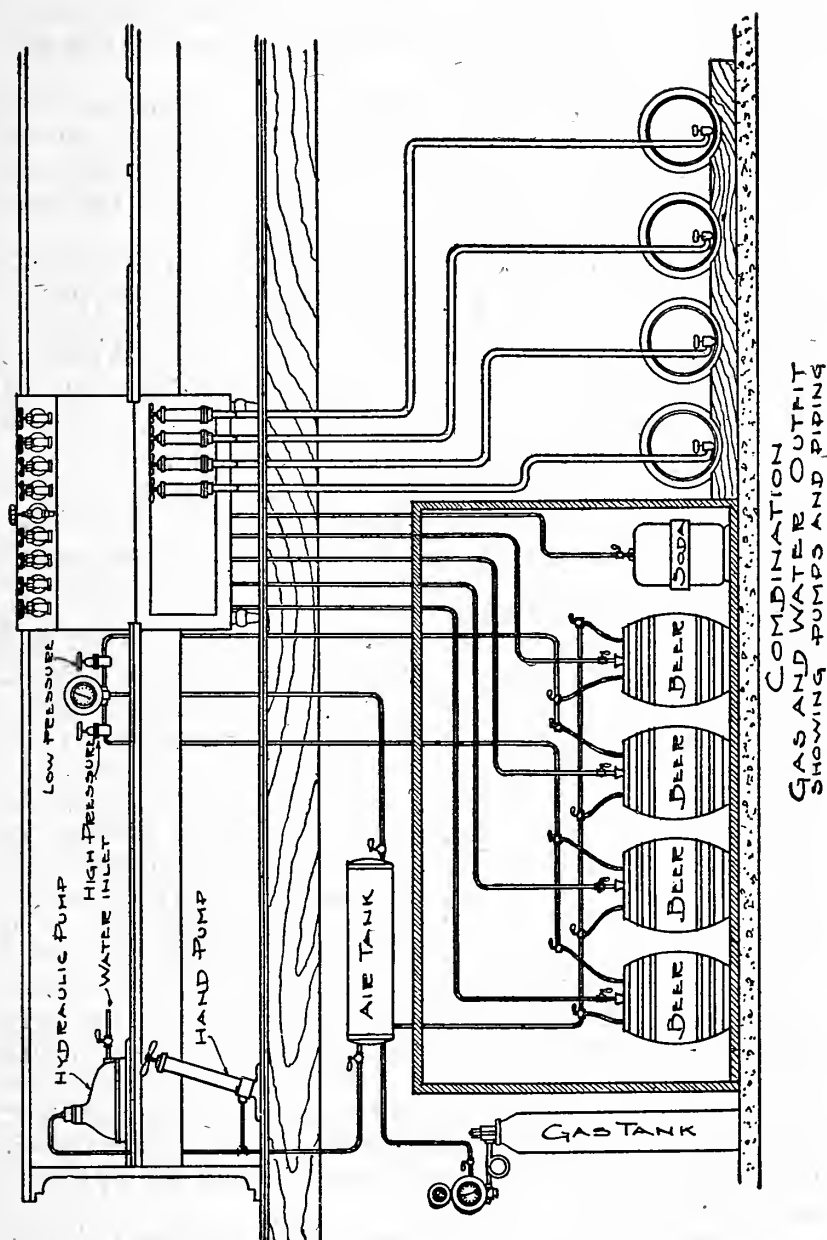 LOW PRESSURE
HIGH PRESSURE
WATER INLET
HYDRAULIC PUMP
HAND PUMP
AIR TANK
SODA
BEER
BEER
BEER
BEER
GAS TANK
COMBINATION
GAS AND WATER OUTFIT
SHOWING PUMPS AND PIPING